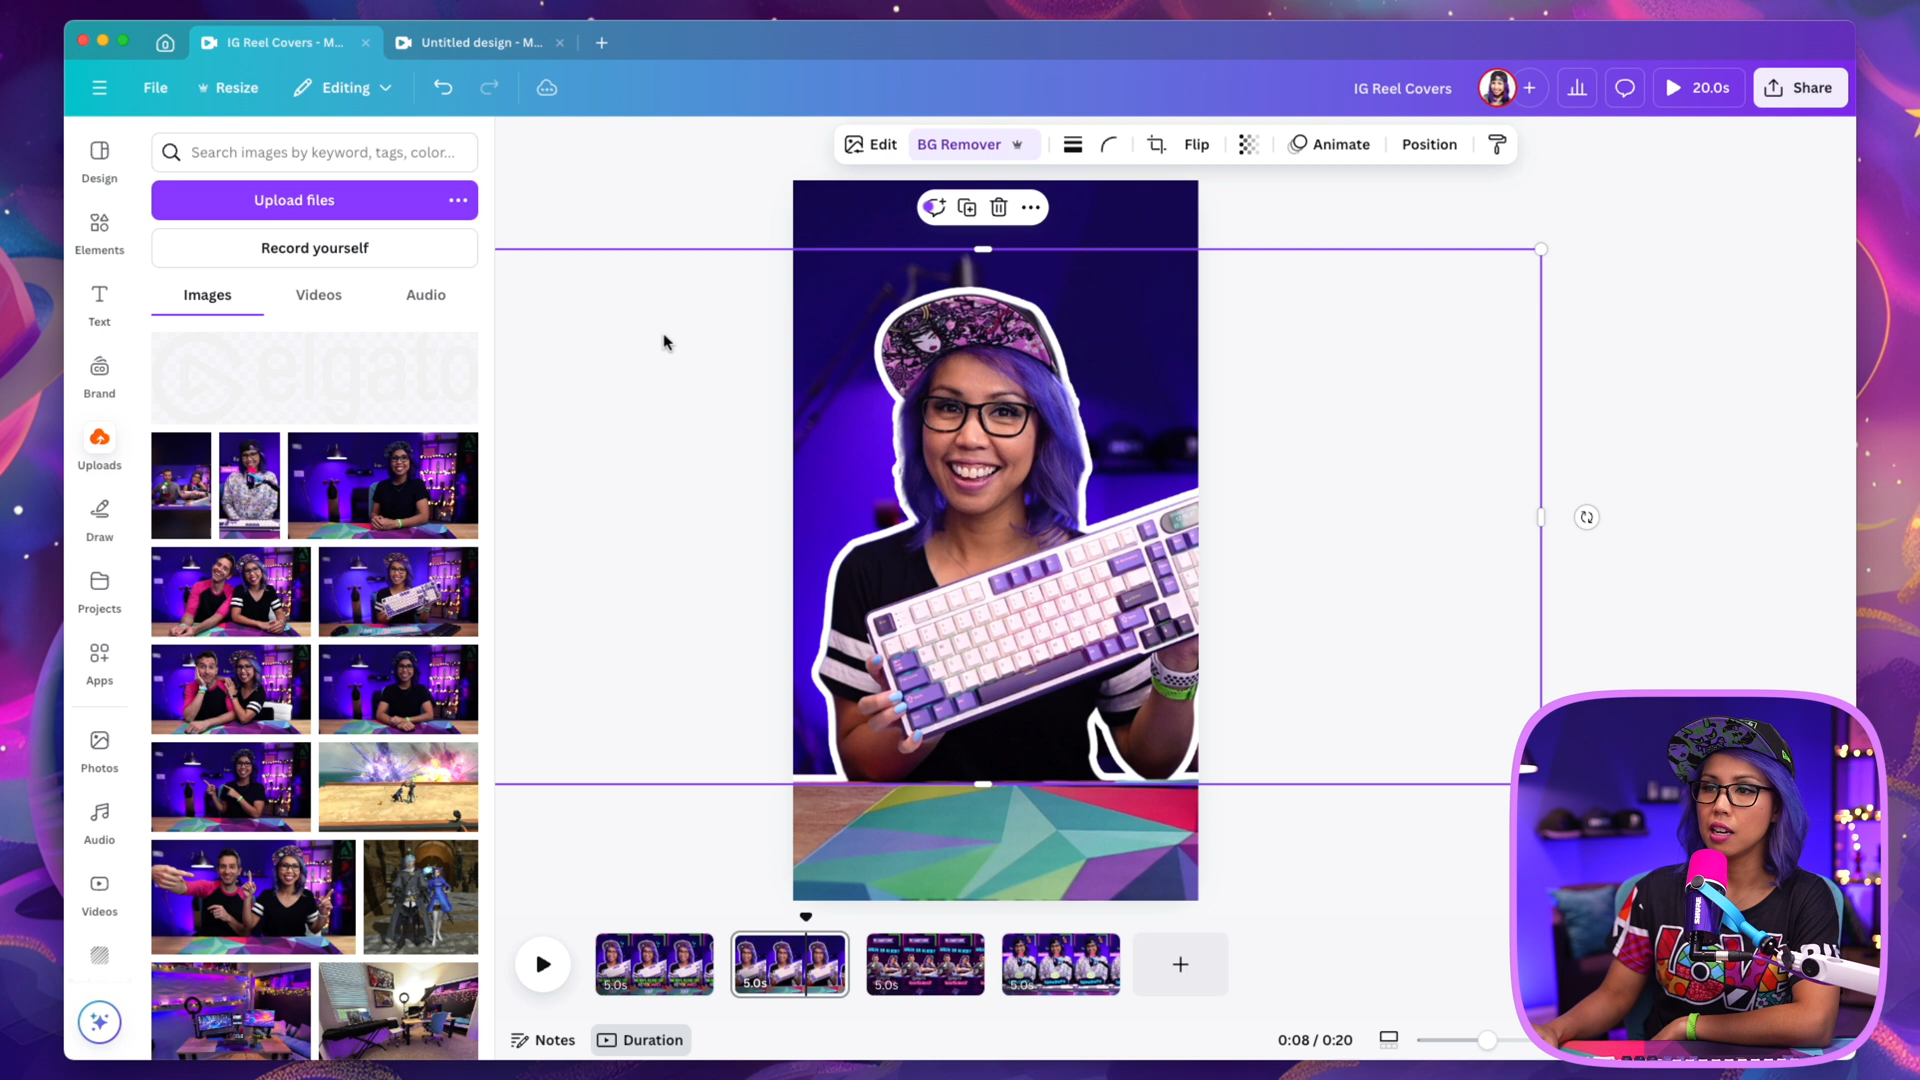 IG Reel Covers - M...
Untitled design - M...
File
Resize
Editing
IG Reel Covers
20.0s
Share
Design
Elements
Text
Brand
Uploads
Draw
Projects
Apps
Photos
Audio
Videos
Search images by keyword, tags, color...
Upload files
Record yourself
Images
Videos
Audio
elgato
Edit
BG Remover
Flip
Animate
Position
5.0s
5.0s
5.0s
5.0s
Notes
Duration
0:08 / 0:20
SHURE